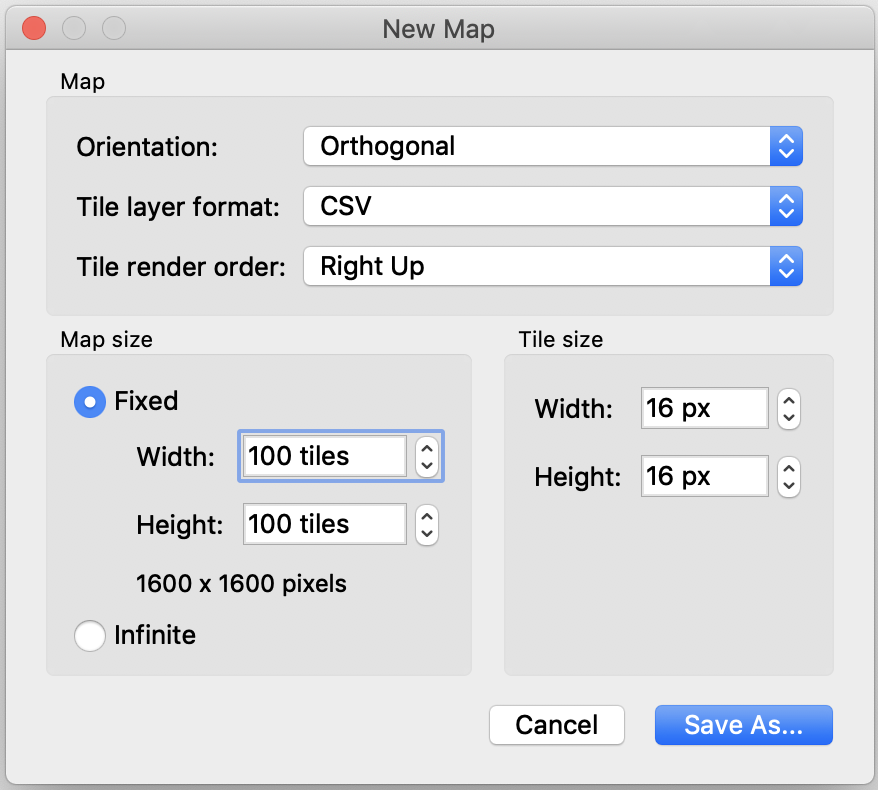 New Map
Map
Orientation: Orthogonal
Tile layer format: CSV
Tile render order: Right Up
Map size
Fixed
Width: 100 tiles
Height: 100 tiles
1600 x 1600 pixels
Infinite
Tile size
Width: 16 px
Height: 16 px
Cancel Save As...